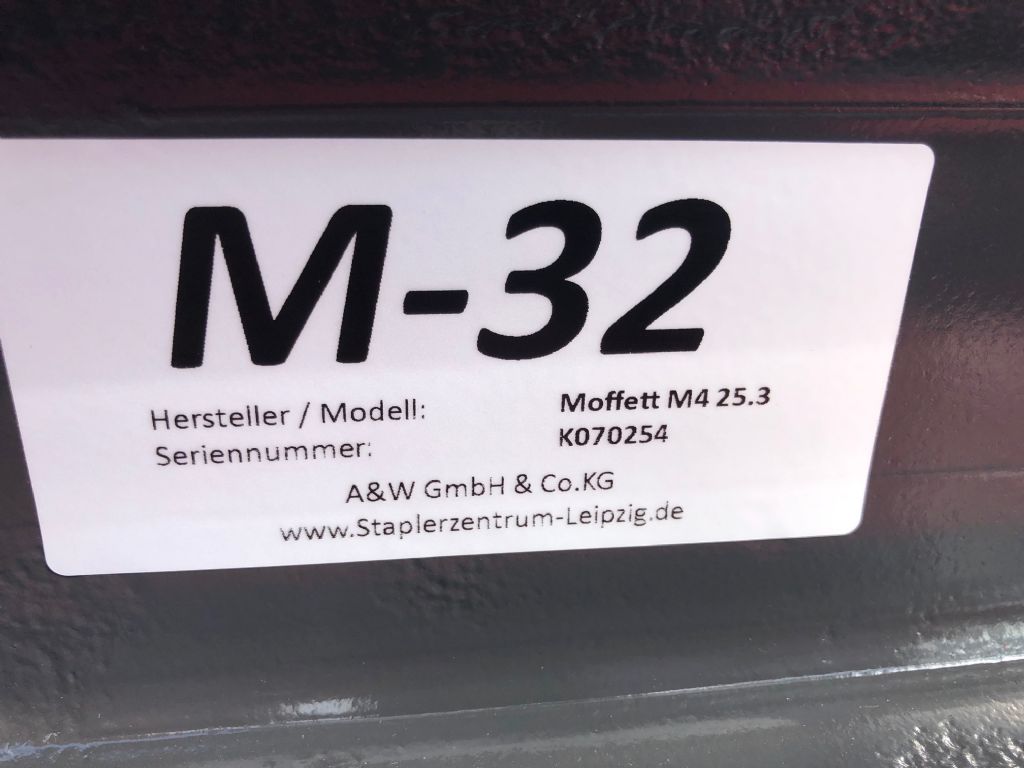 M-32
Hersteller / Modell: Moffett M4 25.3
Seriennummer: K070254
A&W GmbH & Co.KG
www.Staplerzentrum-Leipzig.de